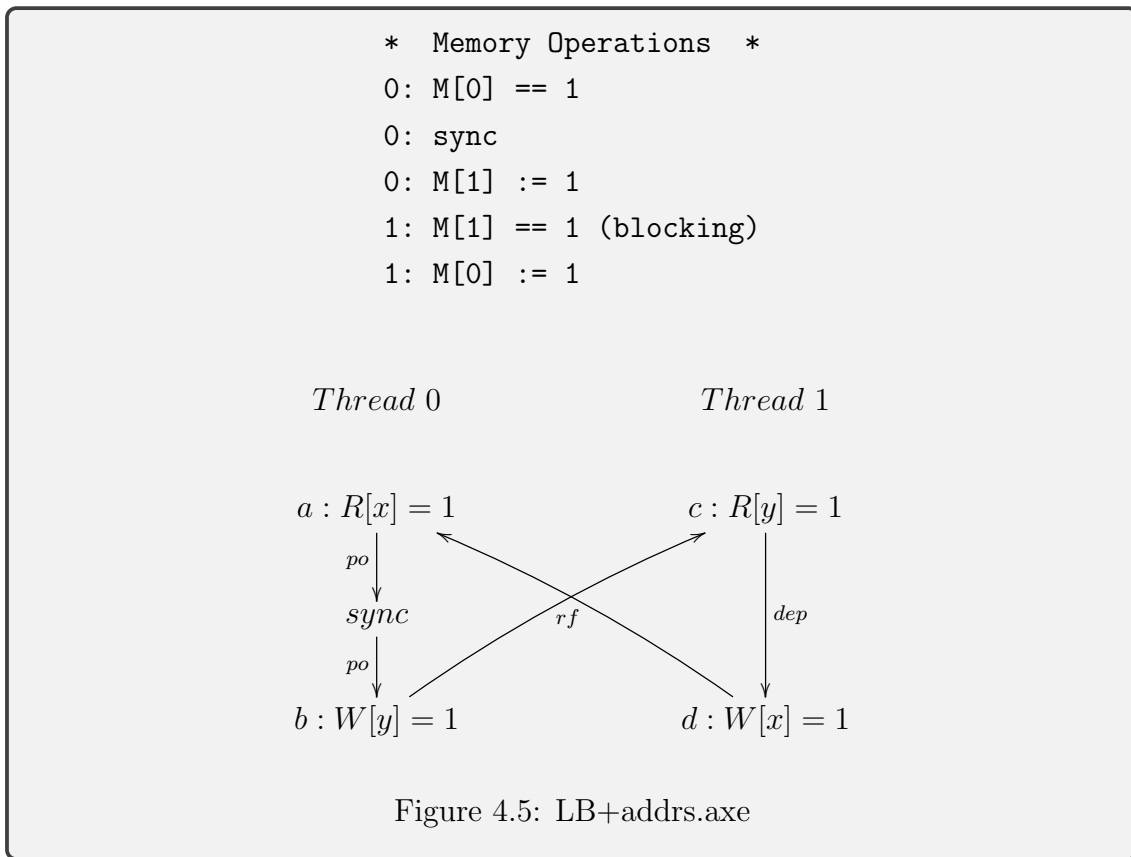 * Memory Operations *
0: M[0] == 1
0: sync
0: M[1] := 1
1: M[1] == 1 (blocking)
1: M[0] := 1
Thread 0 Thread 1
a : R[x] = 1 c : R[y] = 1
po
sync rf dep
po
b : W[y] = 1 d : W[x] = 1
Figure 4.5: LB+addrs.axe